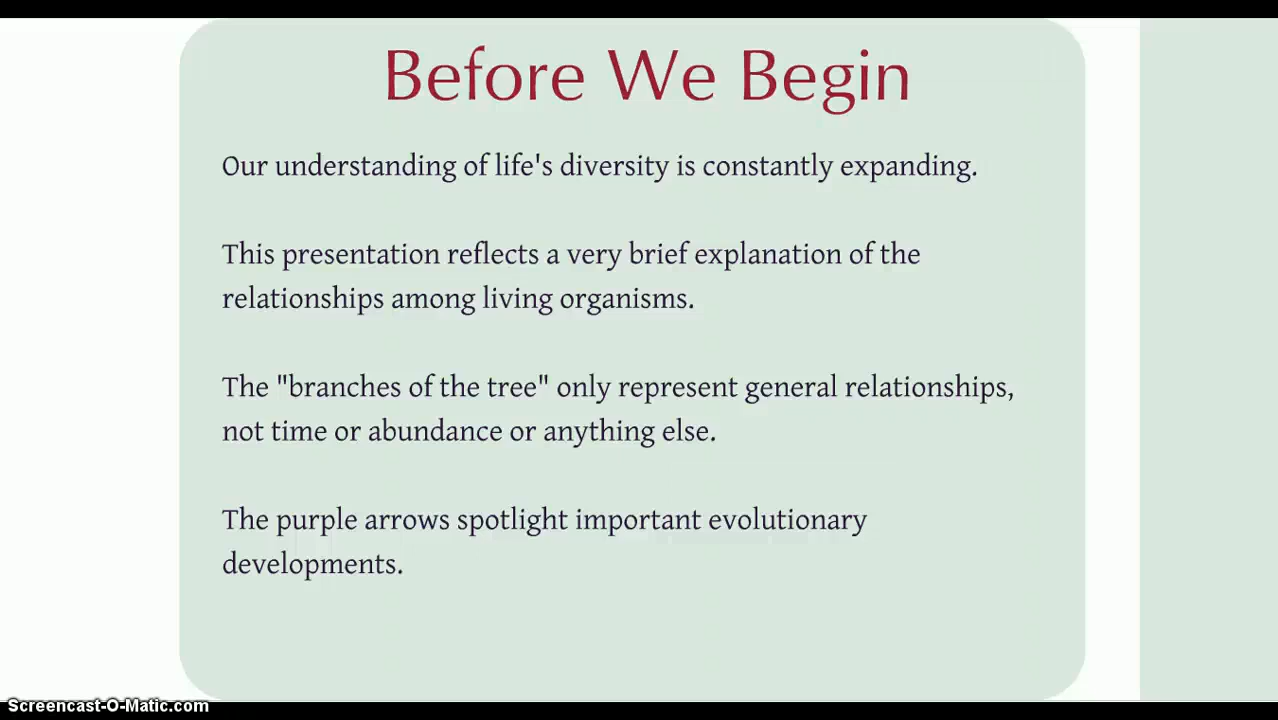 Before We Begin
Our understanding of life's diversity is constantly expanding.
This presentation reflects a very brief explanation of the
relationships among living organisms.
The "branches of the tree" only represent general relationships,
not time or abundance or anything else.
The purple arrows spotlight important evolutionary
developments.
Screencast-O-Matic.com